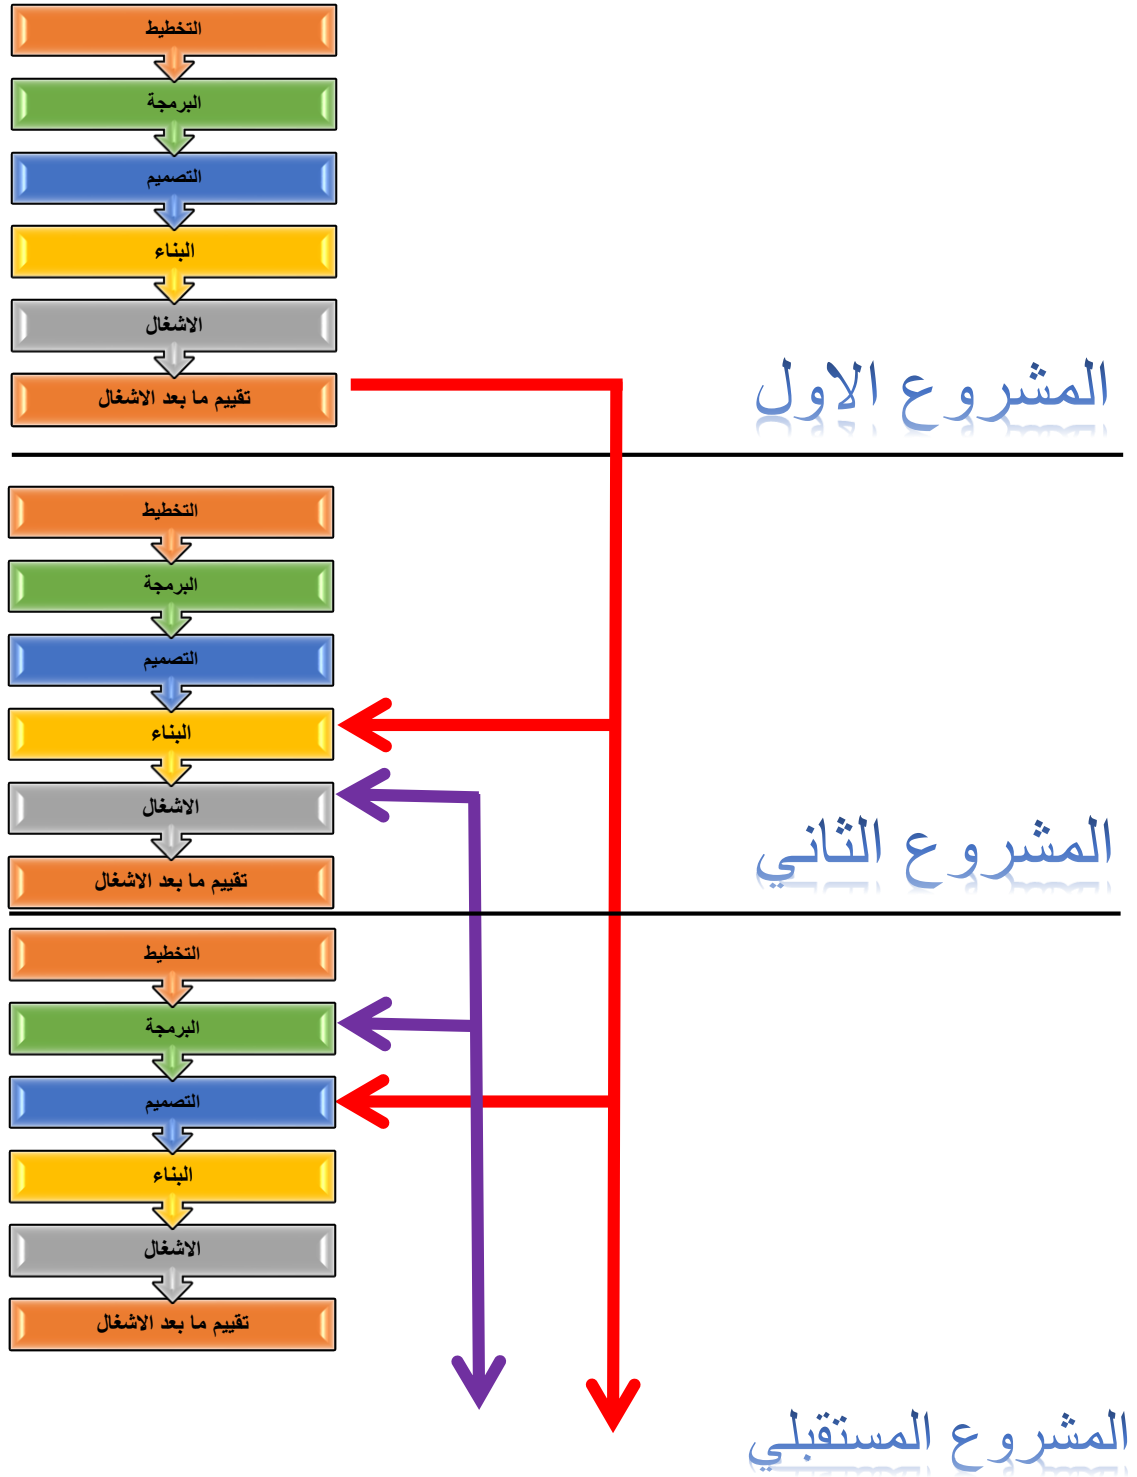 التخطيط
البرمجة
التصميم
البناء
الاشغال
تقييم ما بعد الاشغال
المشروع الاول
التخطيط
البرمجة
التصميم
البناء
الاشغال
تقييم ما بعد الاشغال
المشروع الثاني
التخطيط
البرمجة
التصميم
البناء
الاشغال
تقييم ما بعد الاشغال
المشروع المستقبلي